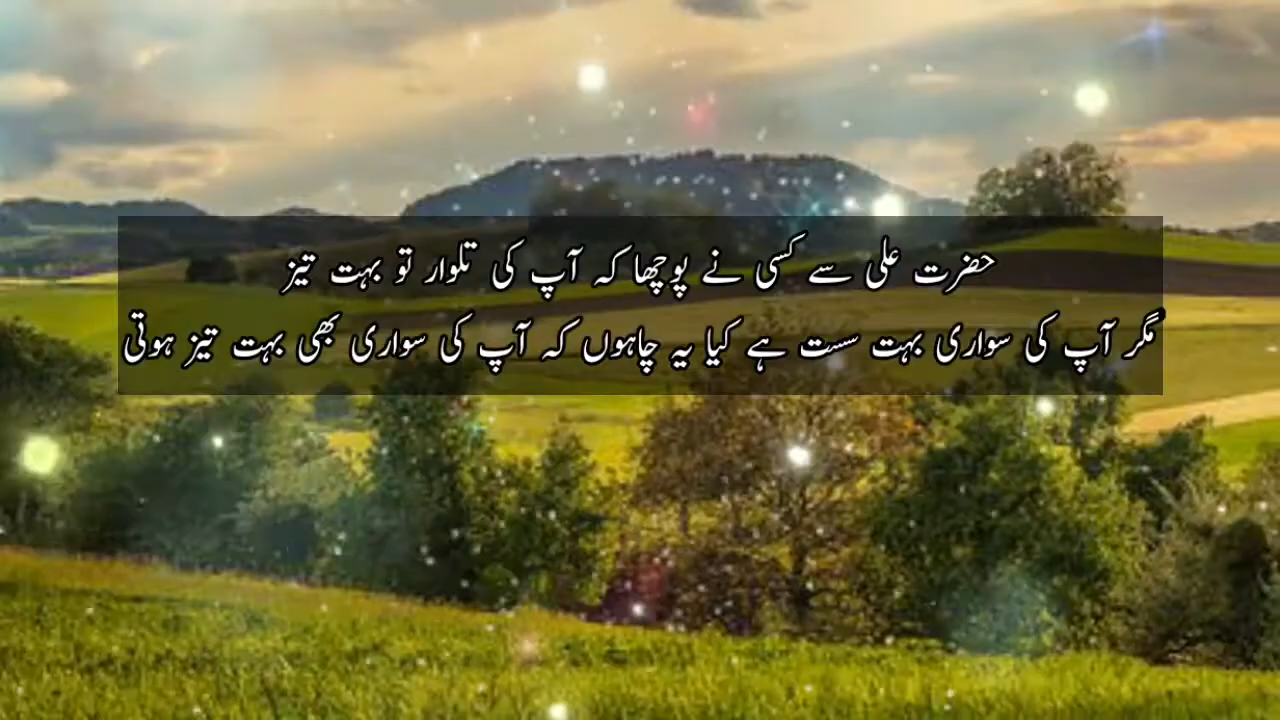 حضرت علی سے کسی نے پوچھا کہ آپ کی تلوار تو بہت تیز
مگر آپ کی سواری بہت سست ہے کیا یہ چاہوں کہ آپ کی سواری بھی بہت تیز ہوتی